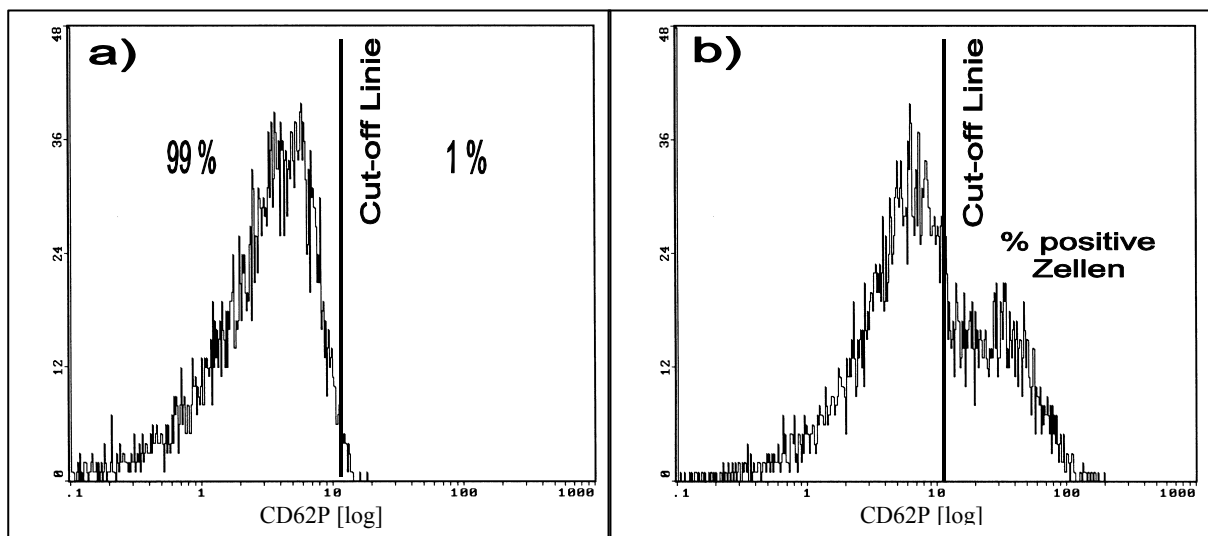 a)
48
36
24
12
0
99 %
1 %
Cut-off Linie
.1
1
10
100
1000
CD62P [log]
b)
48
36
24
12
0
Cut-off Linie
% positive
Zellen
.1
1
10
100
1000
CD62P [log]